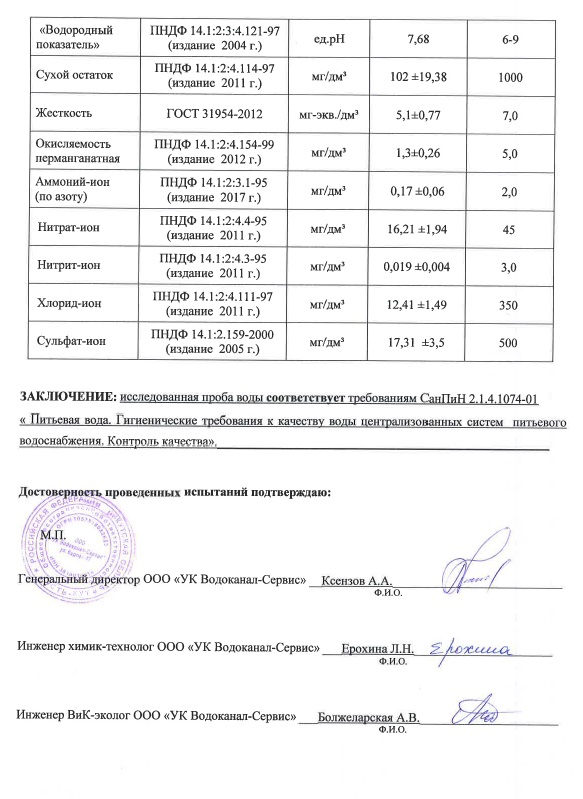 «Водородный показатель» ПНДФ 14.1:2:3:4.121-97 (издание 2004 г.) ед.pH 7,68 6-9
Сухой остаток ПНДФ 14.1:2:4.114-97 (издание 2011 г.) мг/дм³ 102 ±19,38 1000
Жесткость ГОСТ 31954-2012 мг-экв./дм³ 5,1±0,77 7,0
Окисляемость перманганатная ПНДФ 14.1:2:4.154-99 (издание 2012 г.) мг/дм³ 1,3±0,26 5,0
Аммоний-ион (по азоту) ПНДФ 14.1:2:3.1-95 (издание 2017 г.) мг/дм³ 0,17 ±0,06 2,0
Нитрат-ион ПНДФ 14.1:2:4.4-95 (издание 2011 г.) мг/дм³ 16,21 ±1,94 45
Нитрит-ион ПНДФ 14.1:2:4.3-95 (издание 2011 г.) мг/дм³ 0,019 ±0,004 3,0
Хлорид-ион ПНДФ 14.1:2:4.111-97 (издание 2011 г.) мг/дм³ 12,41 ±1,49 350
Сульфат-ион ПНДФ 14.1:2.159-2000 (издание 2005 г.) мг/дм³ 17,31 ±3,5 500
ЗАКЛЮЧЕНИЕ: исследованная проба воды соответствует требованиям СанПиН 2.1.4.1074-01
« Питьевая вода. Гигиенические требования к качеству воды централизованных систем питьевого
водоснабжения. Контроль качества».
Достоверность проведенных испытаний подтверждаю:
М.П.
РОССИЙСКАЯ ФЕДЕРАЦИЯ
ООО
Генеральный директор ООО «УК Водоканал-Сервис» Ксензов А.А.
Ф.И.О.
Инженер химик-технолог ООО «УК Водоканал-Сервис» Ерохина Л.Н. Ерохина
Ф.И.О.
Инженер ВиК-эколог ООО «УК Водоканал-Сервис» Болжеларская А.В.
Ф.И.О.